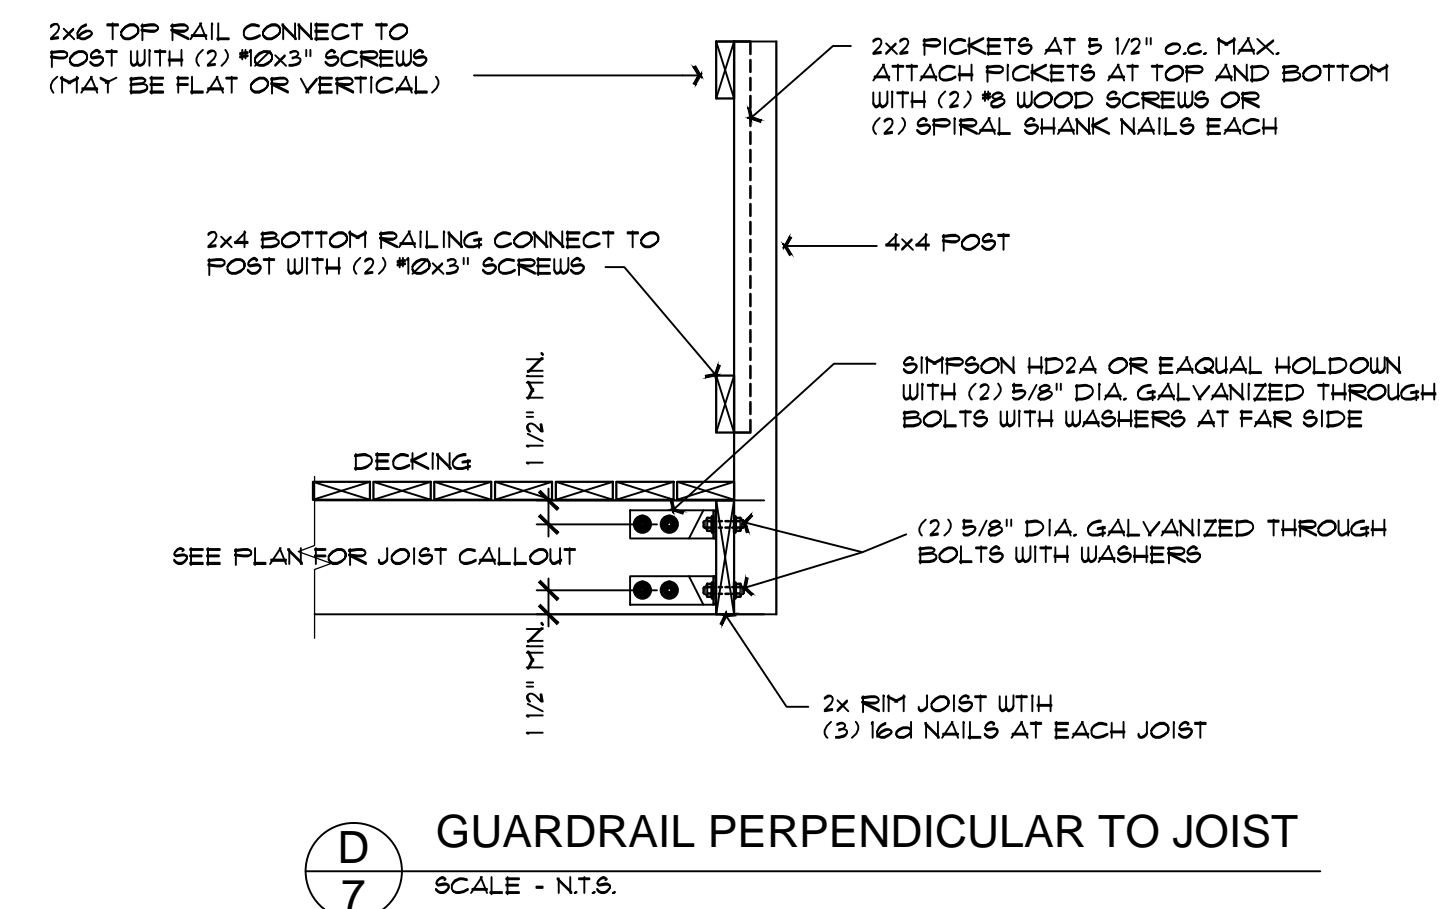 2x6 TOP RAIL CONNECT TO
POST WITH (2) #10x3" SCREWS
(MAY BE FLAT OR VERTICAL)
2x2 PICKETS AT 5 1/2" o.c. MAX.
ATTACH PICKETS AT TOP AND BOTTOM
WITH (2) #8 WOOD SCREWS OR
(2) SPIRAL SHANK NAILS EACH
2x4 BOTTOM RAILING CONNECT TO
POST WITH (2) #10x3" SCREWS
4x4 POST
SIMPSON HD2A OR EAQUAL HOLDOWN
WITH (2) 5/8" DIA. GALVANIZED THROUGH
BOLTS WITH WASHERS AT FAR SIDE
1 1/2" MIN.
DECKING
(2) 5/8" DIA. GALVANIZED THROUGH
BOLTS WITH WASHERS
SEE PLAN FOR JOIST CALLOUT
1 1/2" MIN.
2x RIM JOIST WTIH
(3) 16d NAILS AT EACH JOIST
D
7
GUARDRAIL PERPENDICULAR TO JOIST
SCALE - N.T.S.